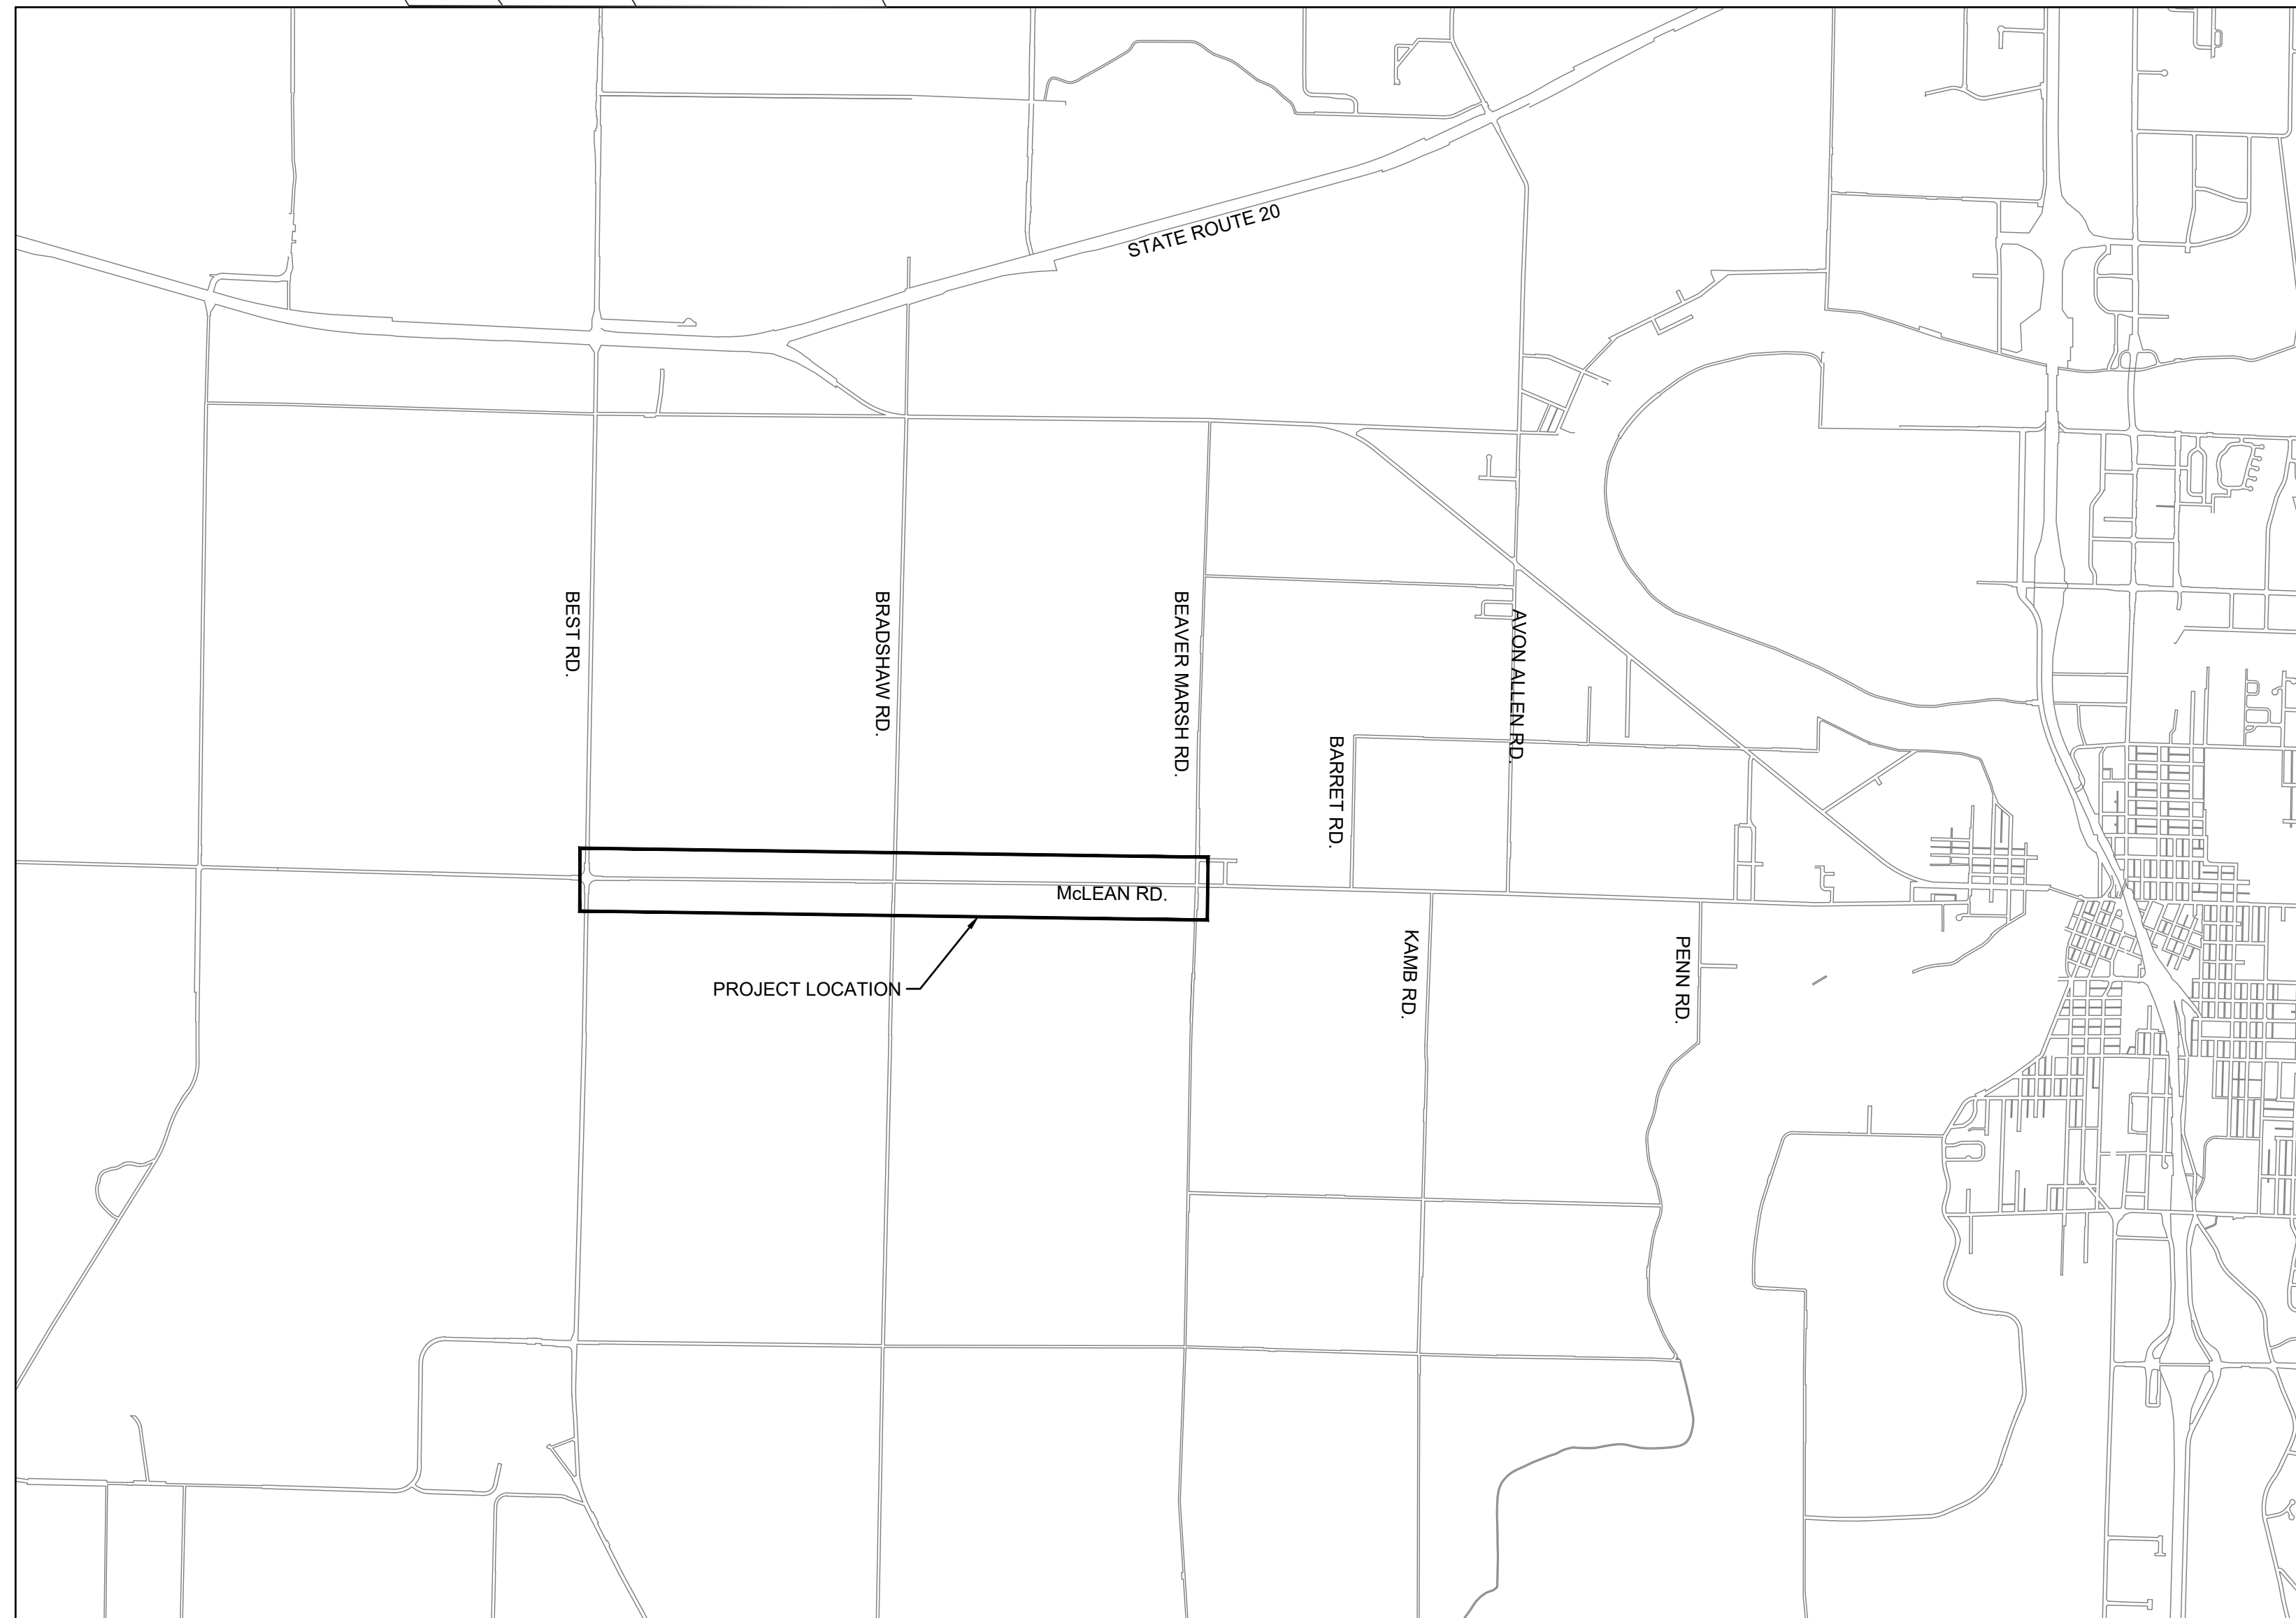 STATE ROUTE 20
BEST RD.
BRADSHAW RD.
BEAVER MARSH RD.
AVON ALLEN RD.
BARRET RD.
McLEAN RD.
KAMB RD.
PENN RD.
PROJECT LOCATION